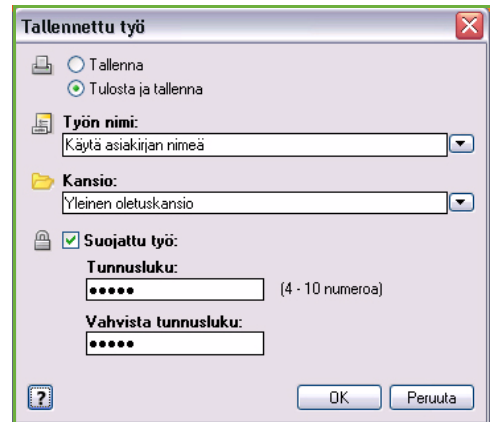 Tallennettu työ
Tallenna
Tulosta ja tallenna
Työn nimi:
Käytä asiakirjan nimeä
Kansio:
Yleinen oletuskansio
Suojattu työ:
Tunnusluku:
••••• (4 - 10 numeroa)
Vahvista tunnusluku:
•••••
? OK Peruuta